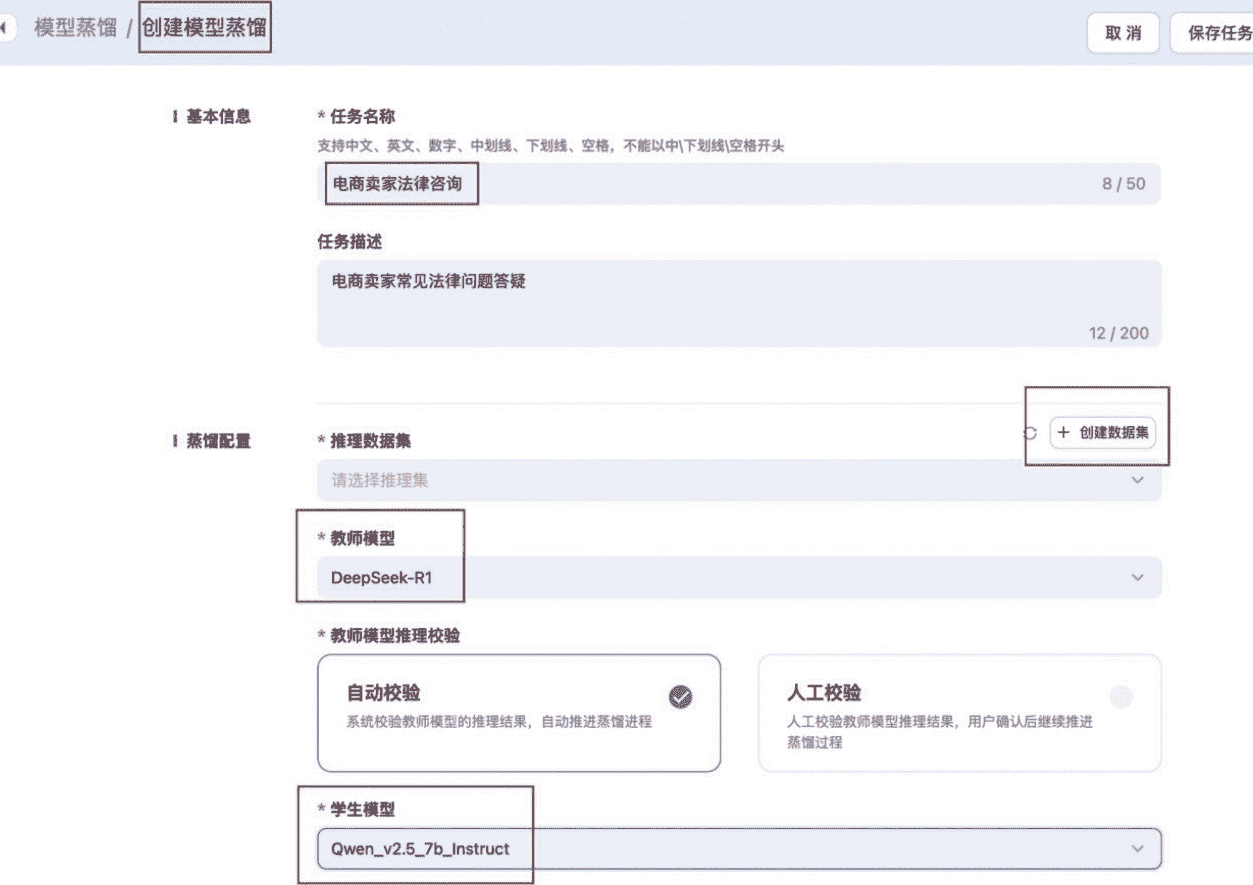 模型蒸馏 / 创建模型蒸馏
取 消
保存任务
基本信息
* 任务名称
支持中文、英文、数字、中划线、下划线、空格，不能以中\下划线\空格开头
电商卖家法律咨询
8 / 50
任务描述
电商卖家常见法律问题答疑
12 / 200
蒸馏配置
* 推理数据集
+ 创建数据集
请选择推理集
* 教师模型
DeepSeek-R1
* 教师模型推理校验
自动校验
系统校验教师模型的推理结果，自动推进蒸馏进程
人工校验
人工校验教师模型推理结果，用户确认后继续推进
蒸馏过程
* 学生模型
Qwen_v2.5_7b_Instruct